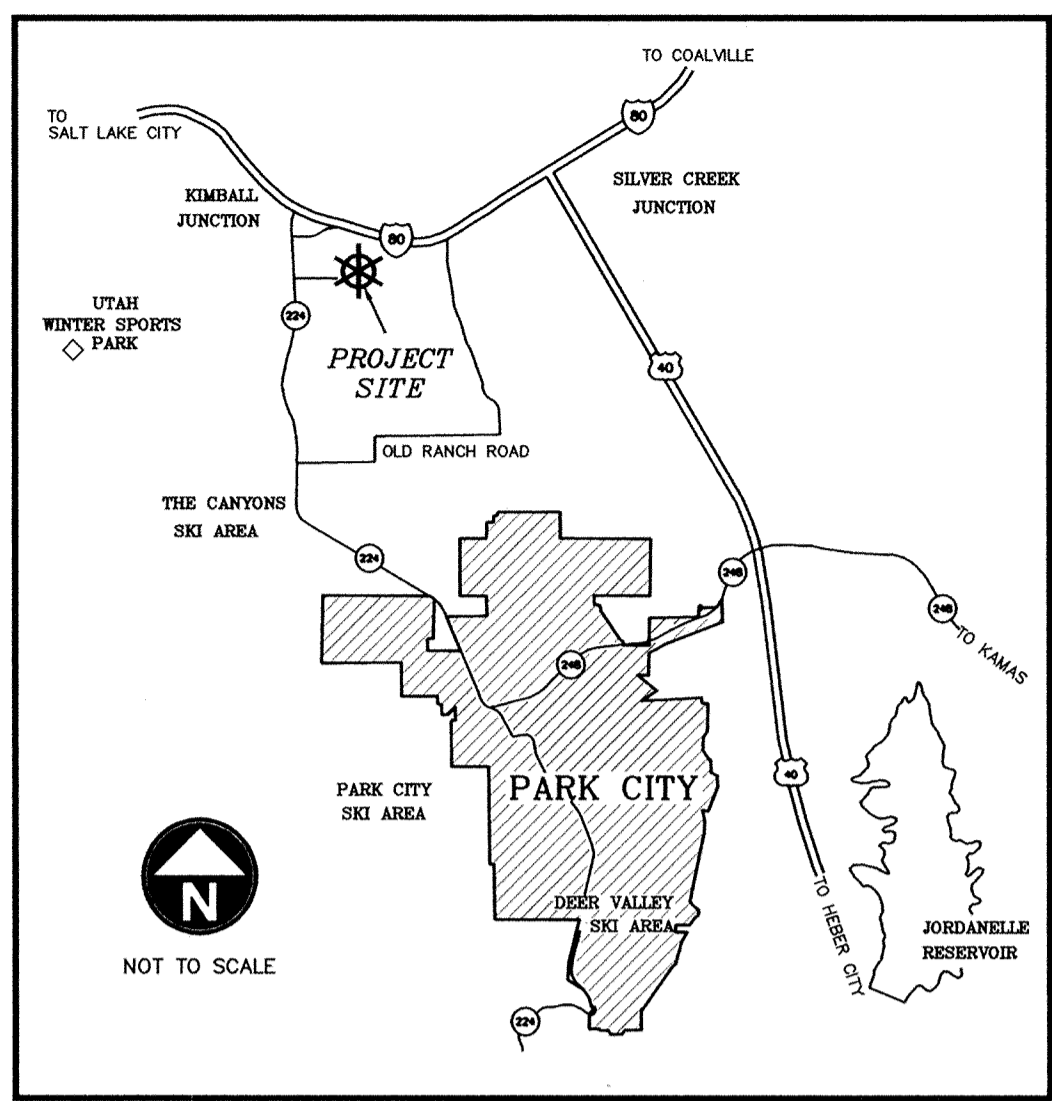 TO COALVILLE
TO
SALT LAKE CITY
80
KIMBALL
JUNCTION
SILVER CREEK
JUNCTION
80
UTAH
WINTER SPORTS
PARK
224
PROJECT
SITE
40
OLD RANCH ROAD
THE CANYONS
SKI AREA
224
248
248
TO KAMAS
248
PARK CITY
SKI AREA
PARK CITY
40
N
NOT TO SCALE
DEER VALLEY
SKI AREA
TO HEBER CITY
JORDANELLE
RESERVOIR
224